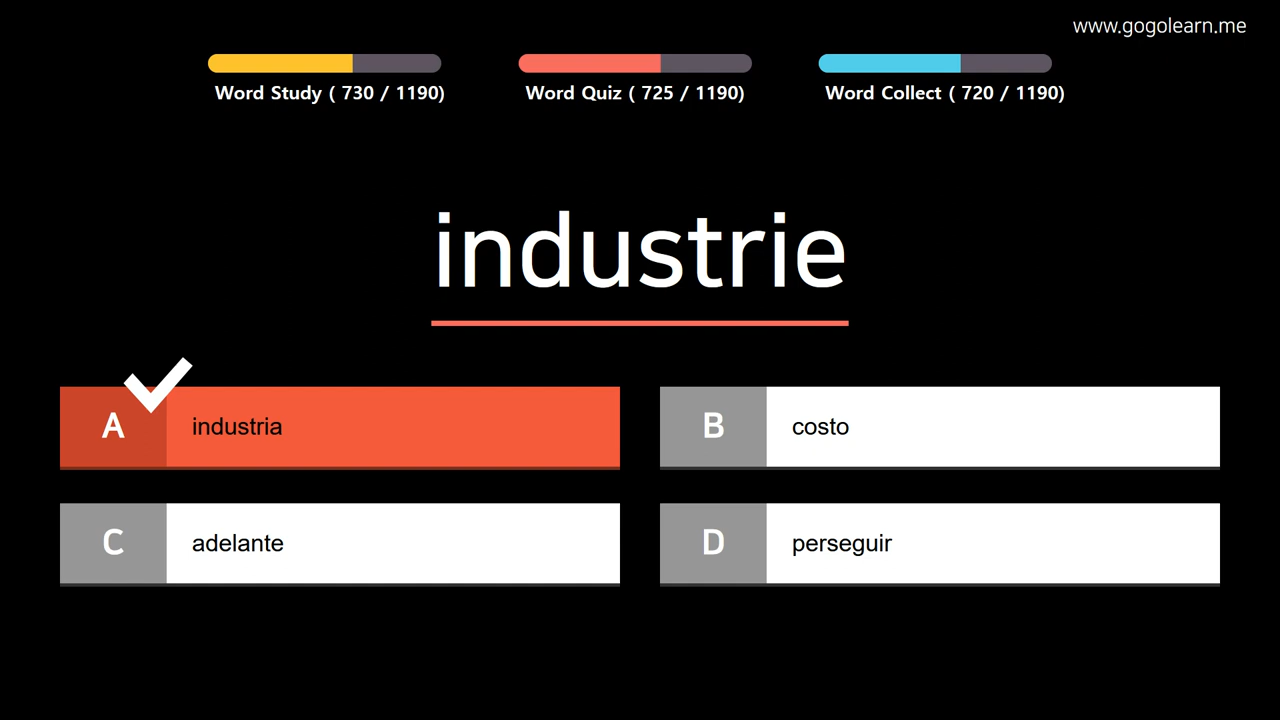 www.gogolearn.me
Word Study ( 730 / 1190)
Word Quiz ( 725 / 1190)
Word Collect ( 720 / 1190)
industrie
A
industria
B
costo
C
adelante
D
perseguir